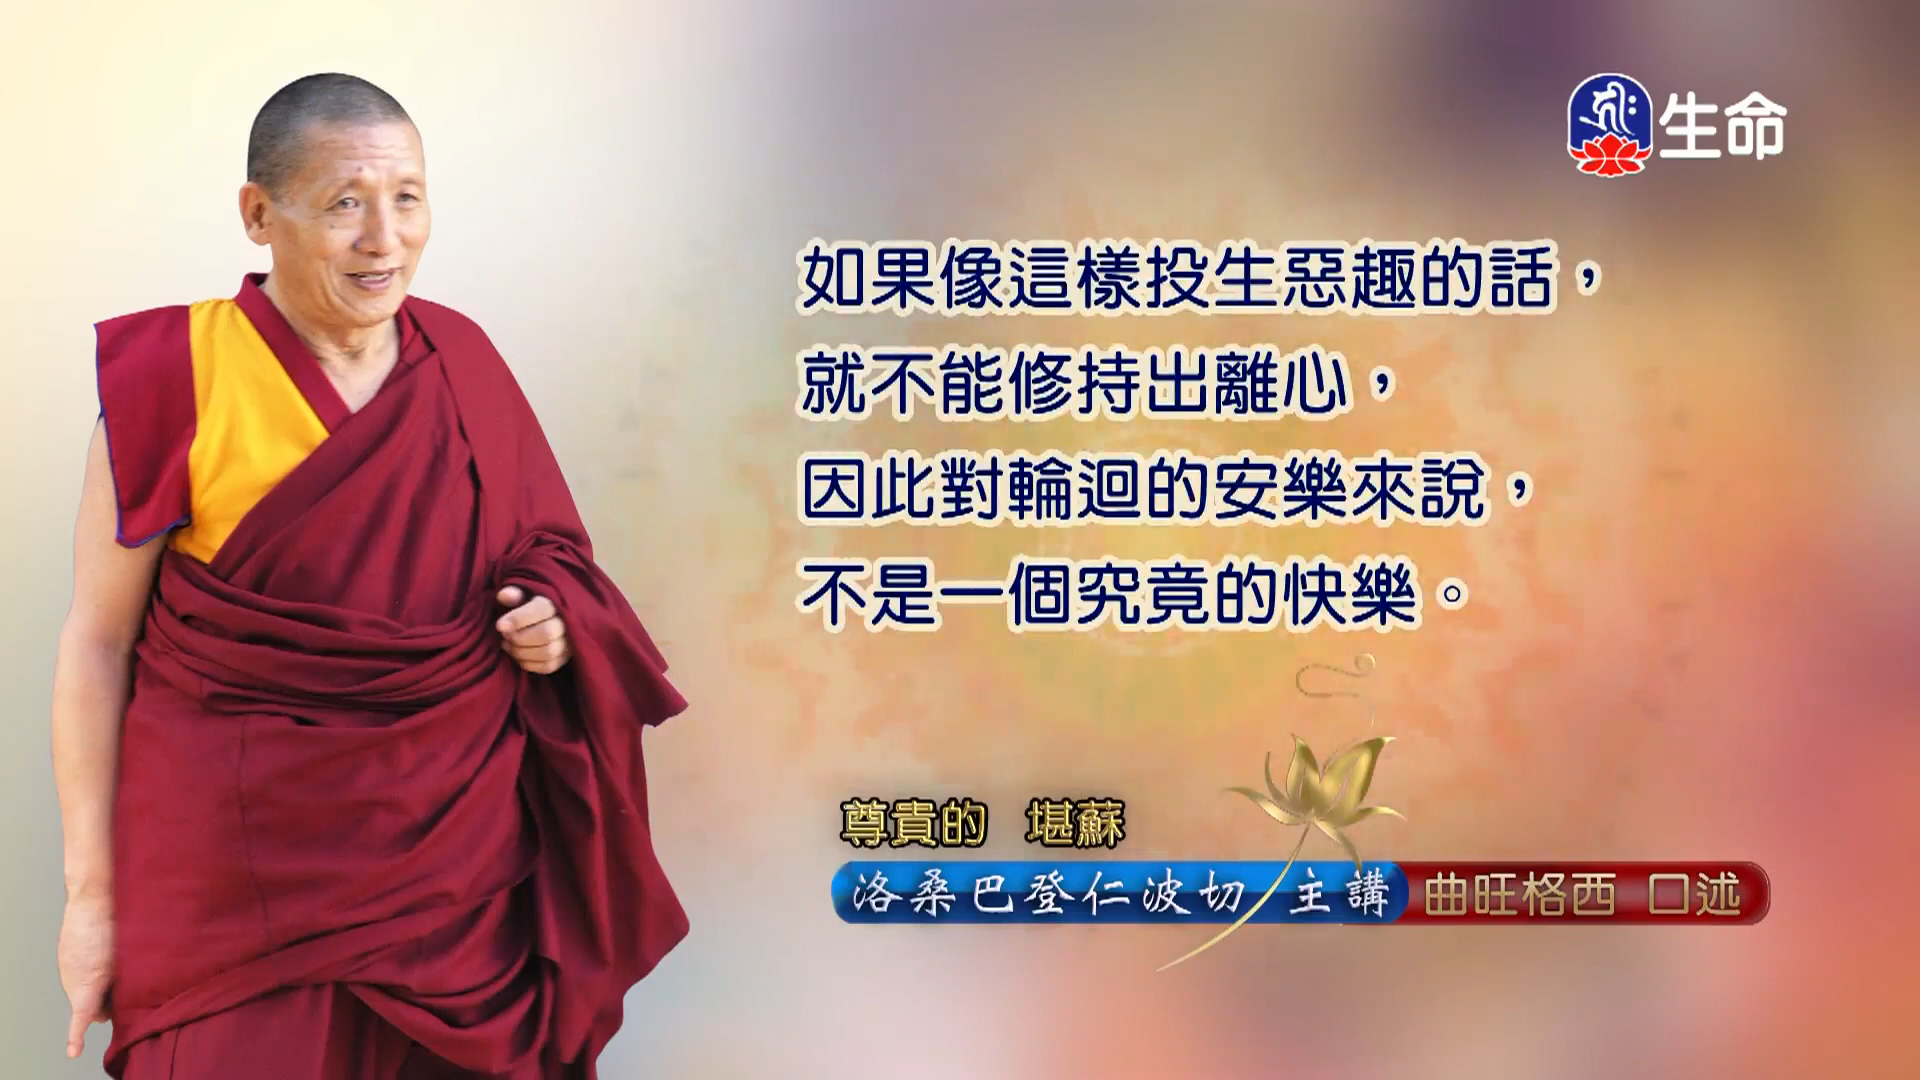 生命
如果像這樣投生惡趣的話，
就不能修持出離心，
因此對輪迴的安樂來說，
不是一個究竟的快樂。
尊貴的 堪蘇
洛桑巴登仁波切 主講 曲旺格西 口述